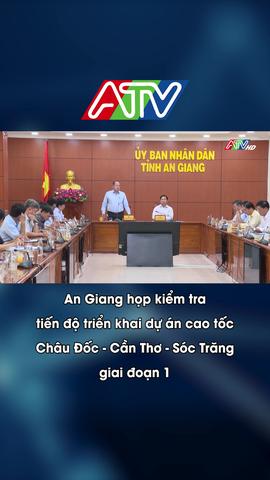 ATV
ATV HD
ỦY BAN NHÂN DÂN
TỈNH AN GIANG
An Giang họp kiểm tra
tiến độ triển khai dự án cao tốc
Châu Đốc - Cần Thơ - Sóc Trăng
giai đoạn 1